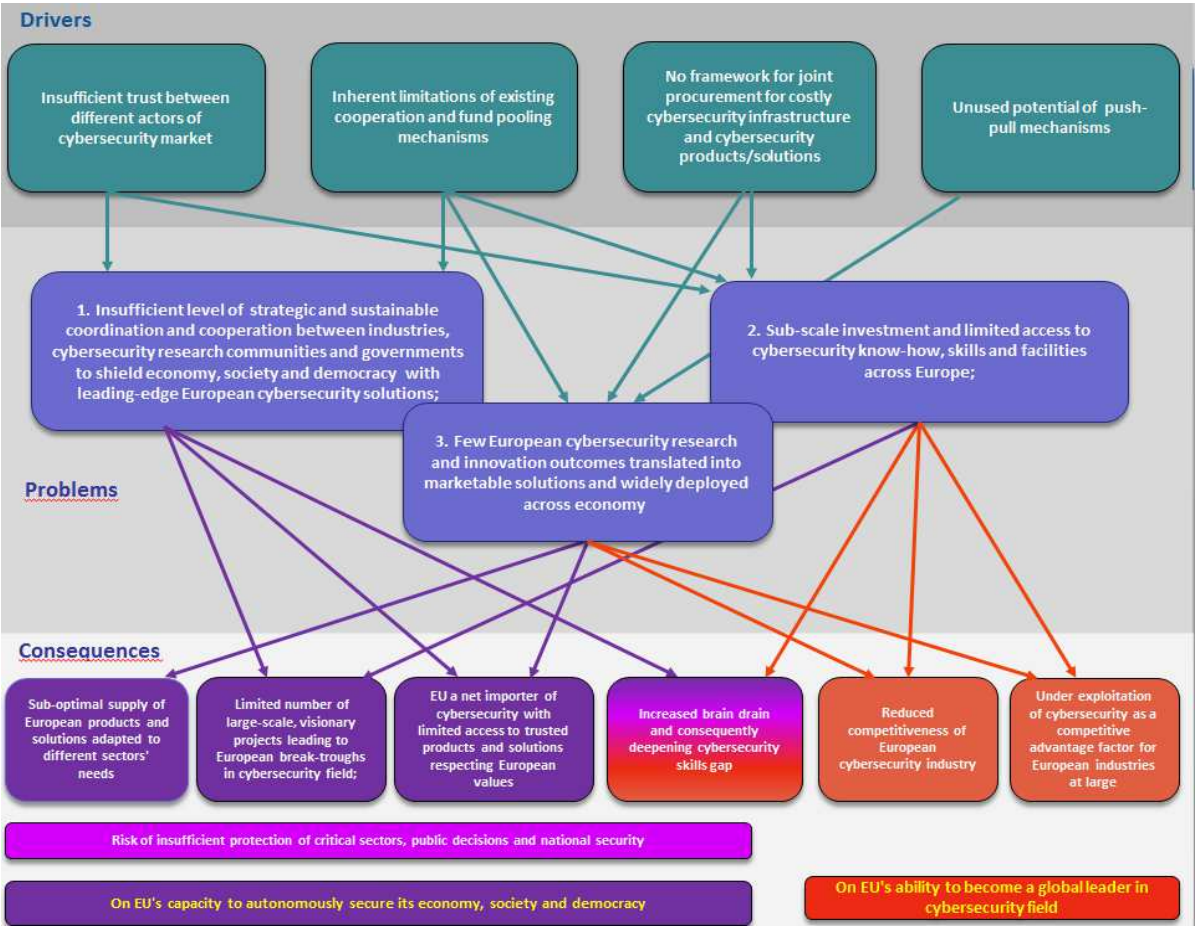 Drivers
Insufficient trust between
different actors of
cybersecurity market
Inherent limitations of existing
cooperation and fund pooling
mechanisms
No framework for joint
procurement for costly
cybersecurity infrastructure
and cybersecurity
products/solutions
Unused potential of push-
pull mechanisms
1. Insufficient level of strategic and sustainable
coordination and cooperation between industries,
cybersecurity research communities and governments
to shield economy, society and democracy with
leading-edge European cybersecurity solutions;
2. Sub-scale investment and limited access to
cybersecurity know-how, skills and facilities
across Europe;
3. Few European cybersecurity research
and innovation outcomes translated into
marketable solutions and widely deployed
across economy
Problems
Consequences
Sub-optimal supply of
European products and
solutions adapted to
different sectors'
needs
Limited number of
large-scale, visionary
projects leading to
European break-troughs
in cybersecurity field;
EU a net importer of
cybersecurity with
limited access to trusted
products and solutions
respecting European
values
Increased brain drain
and consequently
deepening cybersecurity
skills gap
Reduced
competitiveness of
European
cybersecurity industry
Under exploitation
of cybersecurity as a
competitive
advantage factor for
European industries
at large
Risk of insufficient protection of critical sectors, public decisions and national security
On EU's capacity to autonomously secure its economy, society and democracy
On EU's ability to become a global leader in
cybersecurity field